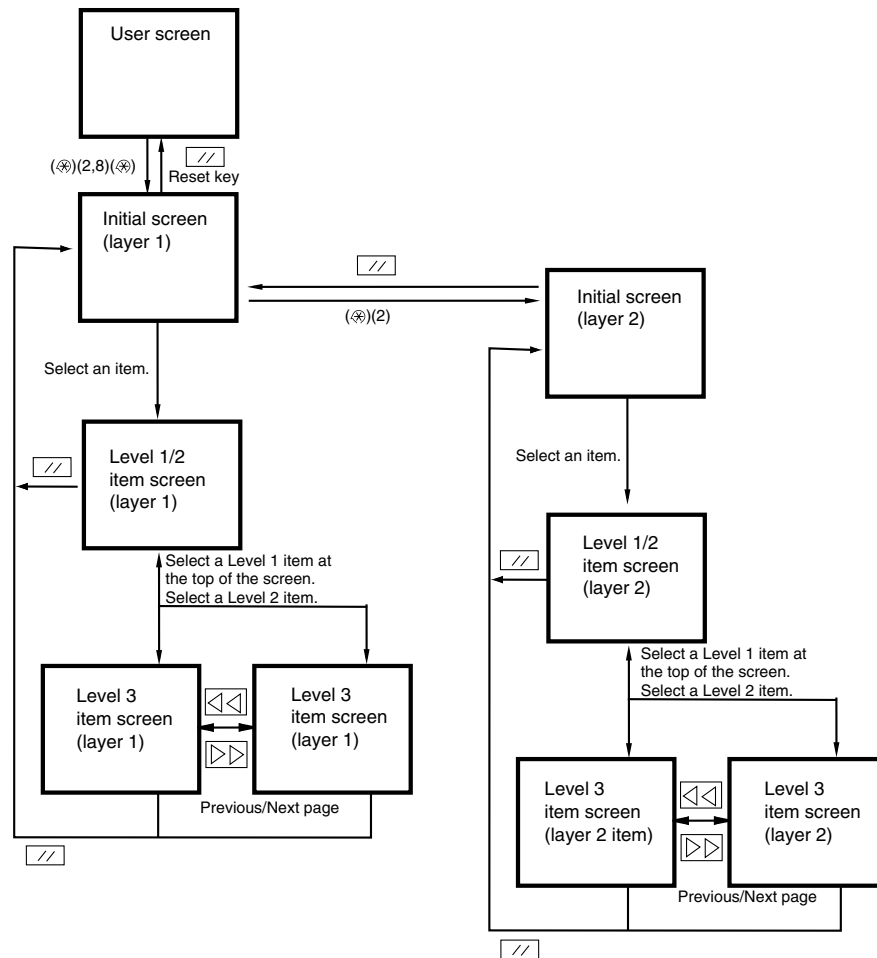 User screen
(⊛)(2,8)(⊛)
//
Reset key
Initial screen
(layer 1)
//
(⊛)(2)
Initial screen
(layer 2)
Select an item.
Level 1/2
item screen
(layer 1)
//
Select a Level 1 item at
the top of the screen.
Select a Level 2 item.
Level 3
item screen
(layer 1)
◁◁
▷▷
Level 3
item screen
(layer 1)
Previous/Next page
//
Select an item.
Level 1/2
item screen
(layer 2)
//
Select a Level 1 item at
the top of the screen.
Select a Level 2 item.
Level 3
item screen
(layer 2 item)
◁◁
▷▷
Level 3
item screen
(layer 2)
Previous/Next page
//